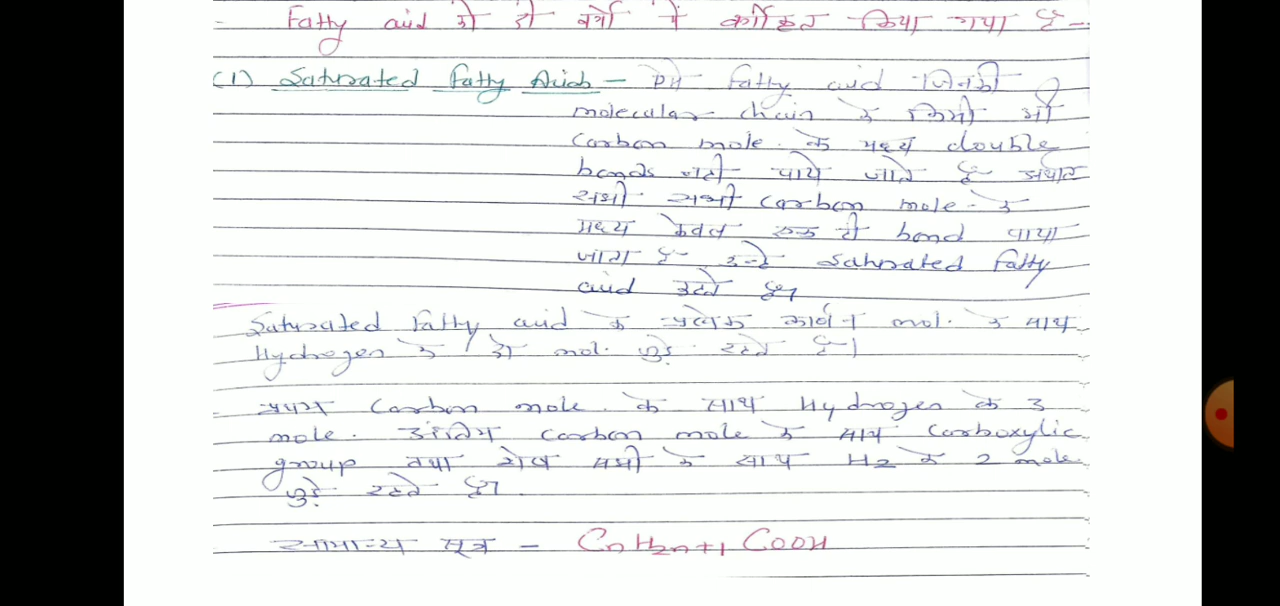 Fatty acid को दो वर्गो में वर्गीकृत किया गया है -
(1) Saturated Fatty Acids - ऐसे fatty acid जिनकी
molecular chain के किसी भी
carbon mole. के मध्य double
bonds नही पाये जाते है अर्थात
सभी सभी carbon mole. के
मध्य केवल एक ही bond पाया
जाता है इन्हे saturated fatty
acid कहते है।
Saturated fatty acid के प्रत्येक कार्बन mol. के साथ
Hydrogen के दो mol. जुड़े रहते है।
प्रथम carbon mole. के साथ Hydrogen के 3
mole. अंतिम carbon mole के साथ carboxylic
group तथा शेष सभी के साथ H2 के 2 mole.
जुड़े रहते है।
सामान्य सूत्र - CnH2n+1 COOH